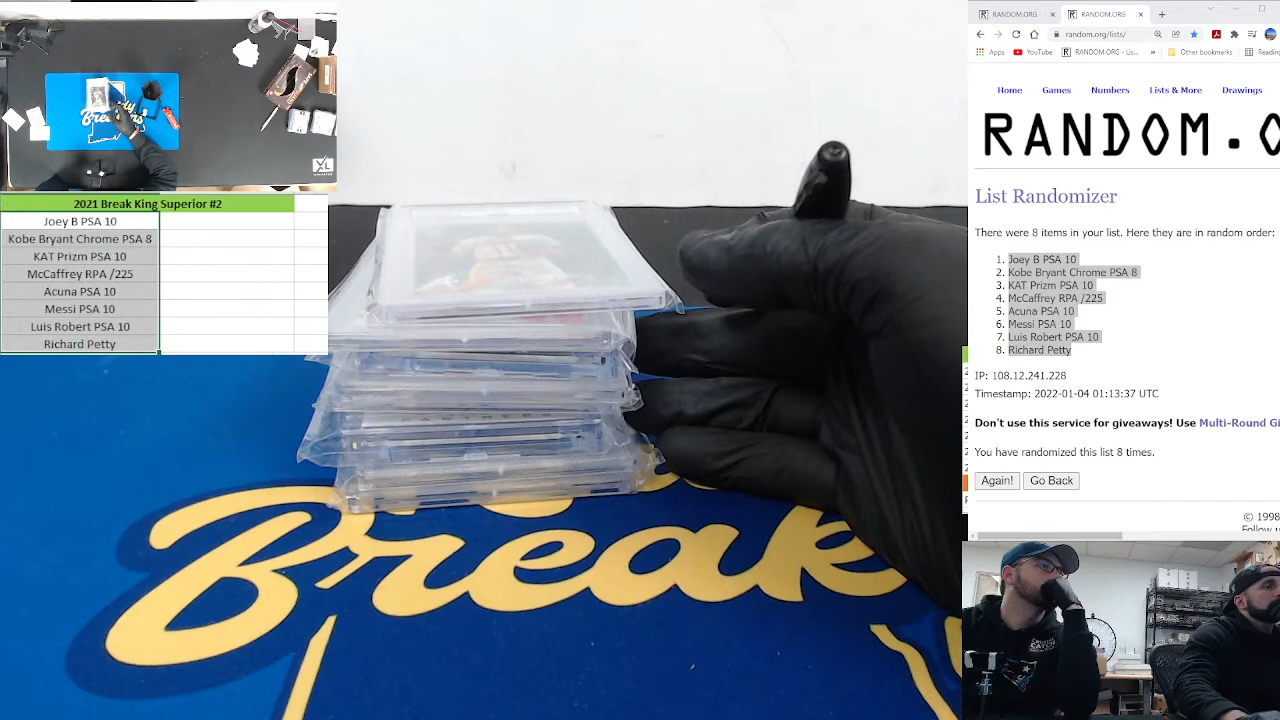 2021 Break King Superior #2
Joey B PSA 10
Kobe Bryant Chrome PSA 8
KAT Prizm PSA 10
McCaffrey RPA /225
Acuna PSA 10
Messi PSA 10
Luis Robert PSA 10
Richard Petty
XL
Break
RANDOM.ORG -
RANDOM.ORG -
random.org/lists/
Apps
YouTube
RANDOM.ORG - Lis...
Other bookmarks
Reading
Home
Games
Numbers
Lists & More
Drawings
RANDOM.O
List Randomizer
There were 8 items in your list. Here they are in random order:
1. Joey B PSA 10
2. Kobe Bryant Chrome PSA 8
3. KAT Prizm PSA 10
4. McCaffrey RPA /225
5. Acuna PSA 10
6. Messi PSA 10
7. Luis Robert PSA 10
8. Richard Petty
IP: 108.12.241.228
Timestamp: 2022-01-04 01:13:37 UTC
Don't use this service for giveaways! Use Multi-Round Gi
You have randomized this list 8 times.
Again!
Go Back
© 1998
Follow u